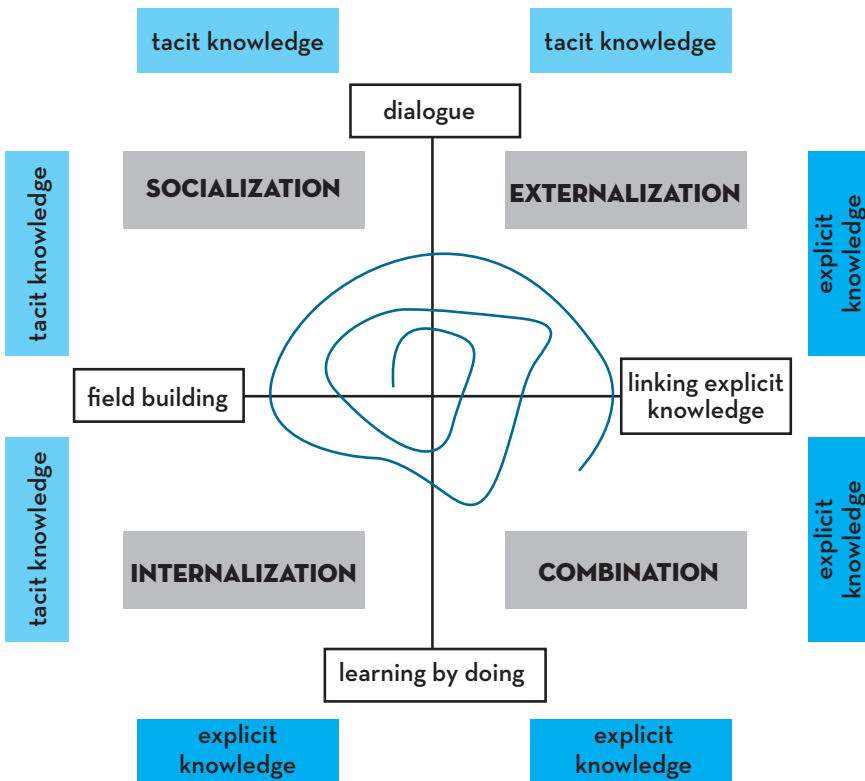 tacit knowledge
tacit knowledge
dialogue
tacit knowledge
SOCIALIZATION
EXTERNALIZATION
explicit
knowledge
field building
linking explicit
knowledge
tacit knowledge
INTERNALIZATION
COMBINATION
explicit
knowledge
learning by doing
explicit
knowledge
explicit
knowledge